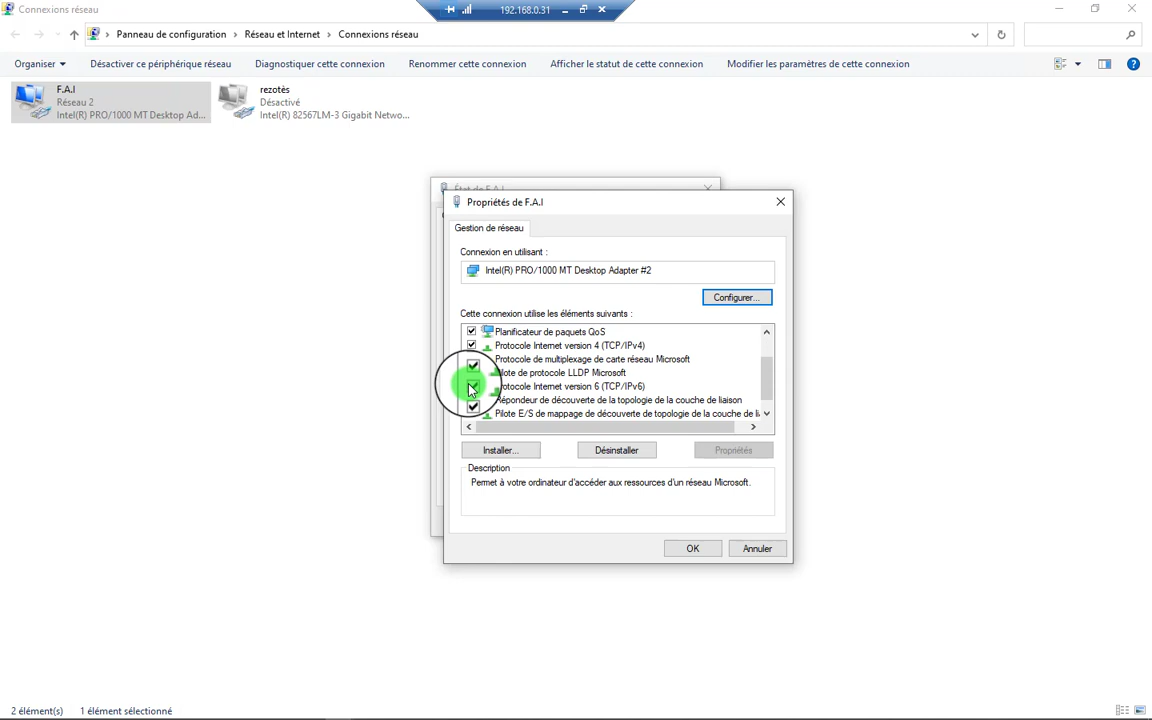 Connexions réseau
192.168.0.31
Panneau de configuration
Réseau et Internet
Connexions réseau
Organiser
Désactiver ce périphérique réseau
Diagnostiquer cette connexion
Renommer cette connexion
Afficher le statut de cette connexion
Modifier les paramètres de cette connexion
F.A.I
Réseau 2
Intel(R) PRO/1000 MT Desktop Ad...
rezotès
Désactivé
Intel(R) 82567LM-3 Gigabit Netwo...
État de F.A.I
Propriétés de F.A.I
Gestion de réseau
Connexion en utilisant :
Intel(R) PRO/1000 MT Desktop Adapter #2
Configurer...
Cette connexion utilise les éléments suivants :
Planificateur de paquets QoS
Protocole Internet version 4 (TCP/IPv4)
Protocole de multiplexage de carte réseau Microsoft
ilote de protocole LLDP Microsoft
rotocole Internet version 6 (TCP/IPv6)
Répondeur de découverte de la topologie de la couche de liaison
Pilote E/S de mappage de découverte de topologie de la couche de li
Installer...
Désinstaller
Propriétés
Description
Permet à votre ordinateur d'accéder aux ressources d'un réseau Microsoft.
OK
Annuler
2 élément(s)
1 élément sélectionné